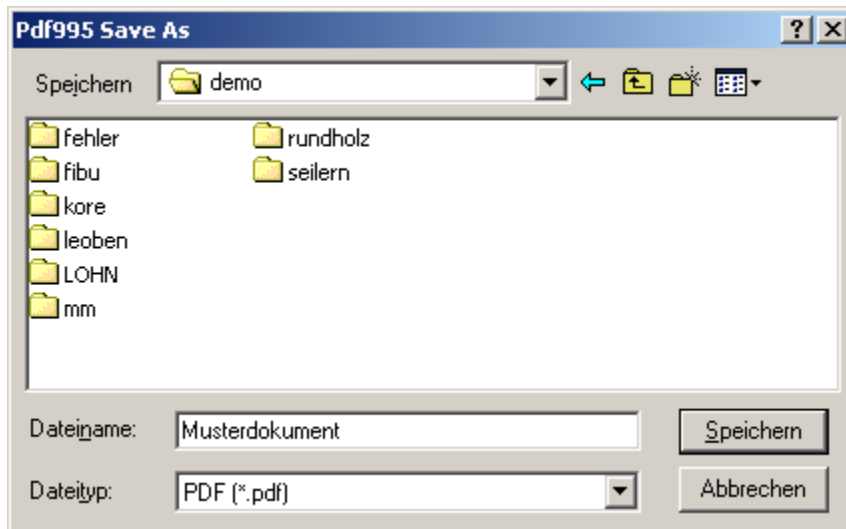 Pdf995 Save As
Speichern demo
fehler
fibu
kore
leoben
LOHN
mm
rundholz
seilern
Dateiname: Musterdokument Speichern
Dateityp: PDF (*.pdf) Abbrechen